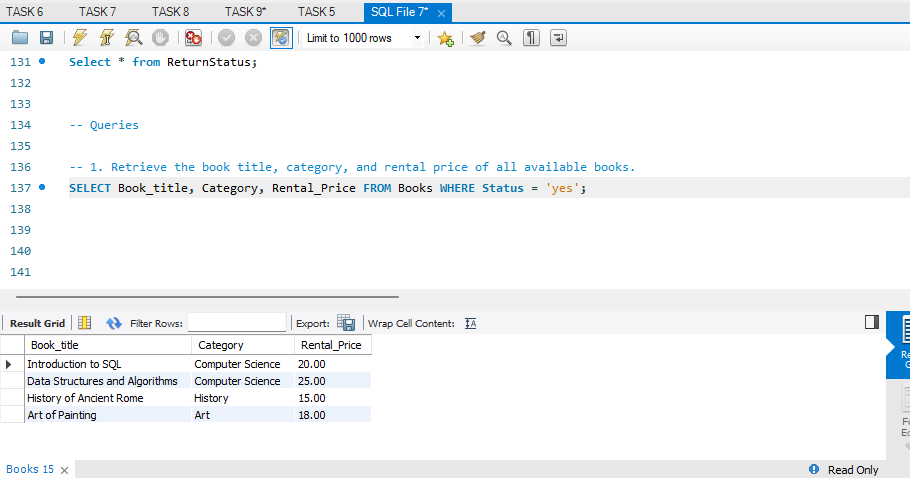 TASK 6 TASK 7 TASK 8 TASK 9* TASK 5 SQL File 7*
Limit to 1000 rows
131 Select * from ReturnStatus;
132
133
134 -- Queries
135
136 -- 1. Retrieve the book title, category, and rental price of all available books.
137 SELECT Book_title, Category, Rental_Price FROM Books WHERE Status = 'yes';
138
139
140
141
Result Grid Filter Rows: Export: Wrap Cell Content:
Book_title Category Rental_Price
Introduction to SQL Computer Science 20.00
Data Structures and Algorithms Computer Science 25.00
History of Ancient Rome History 15.00
Art of Painting Art 18.00
Books 15 Read Only